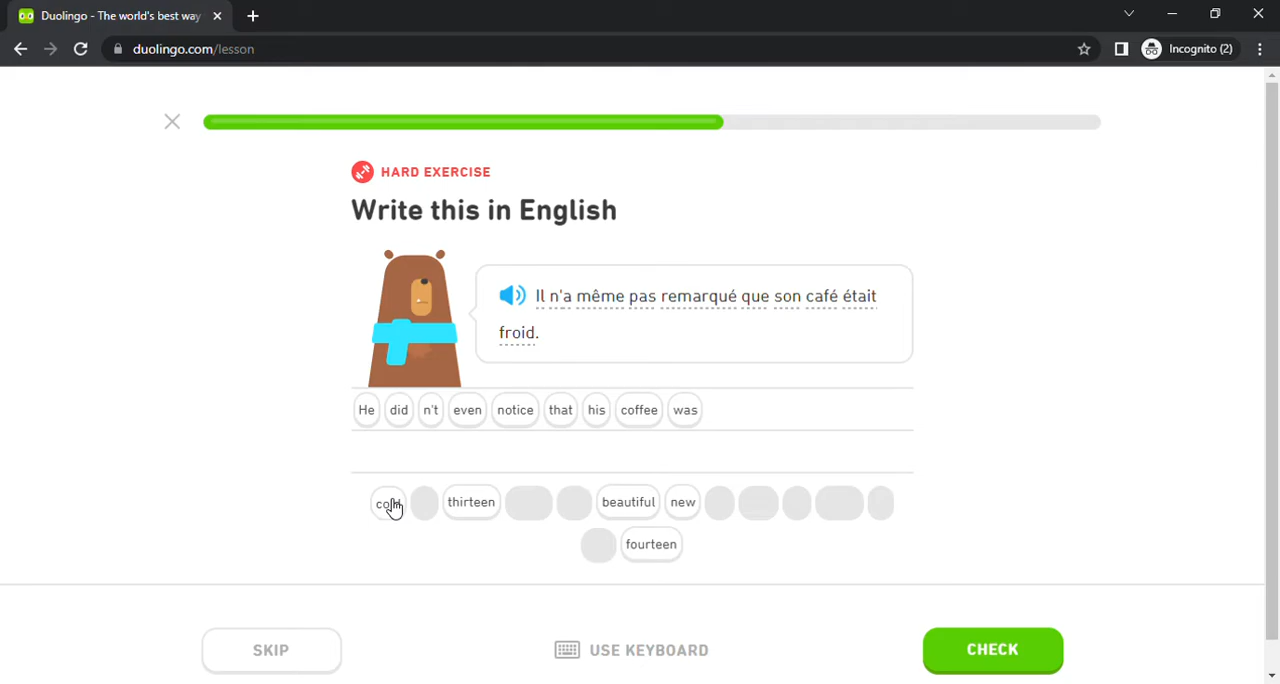 Duolingo - The world's best way
duolingo.com/lesson
Incognito (2)
HARD EXERCISE
Write this in English
Il n'a même pas remarqué que son café était
froid.
He did n't even notice that his coffee was
cold thirteen beautiful new
fourteen
SKIP USE KEYBOARD CHECK